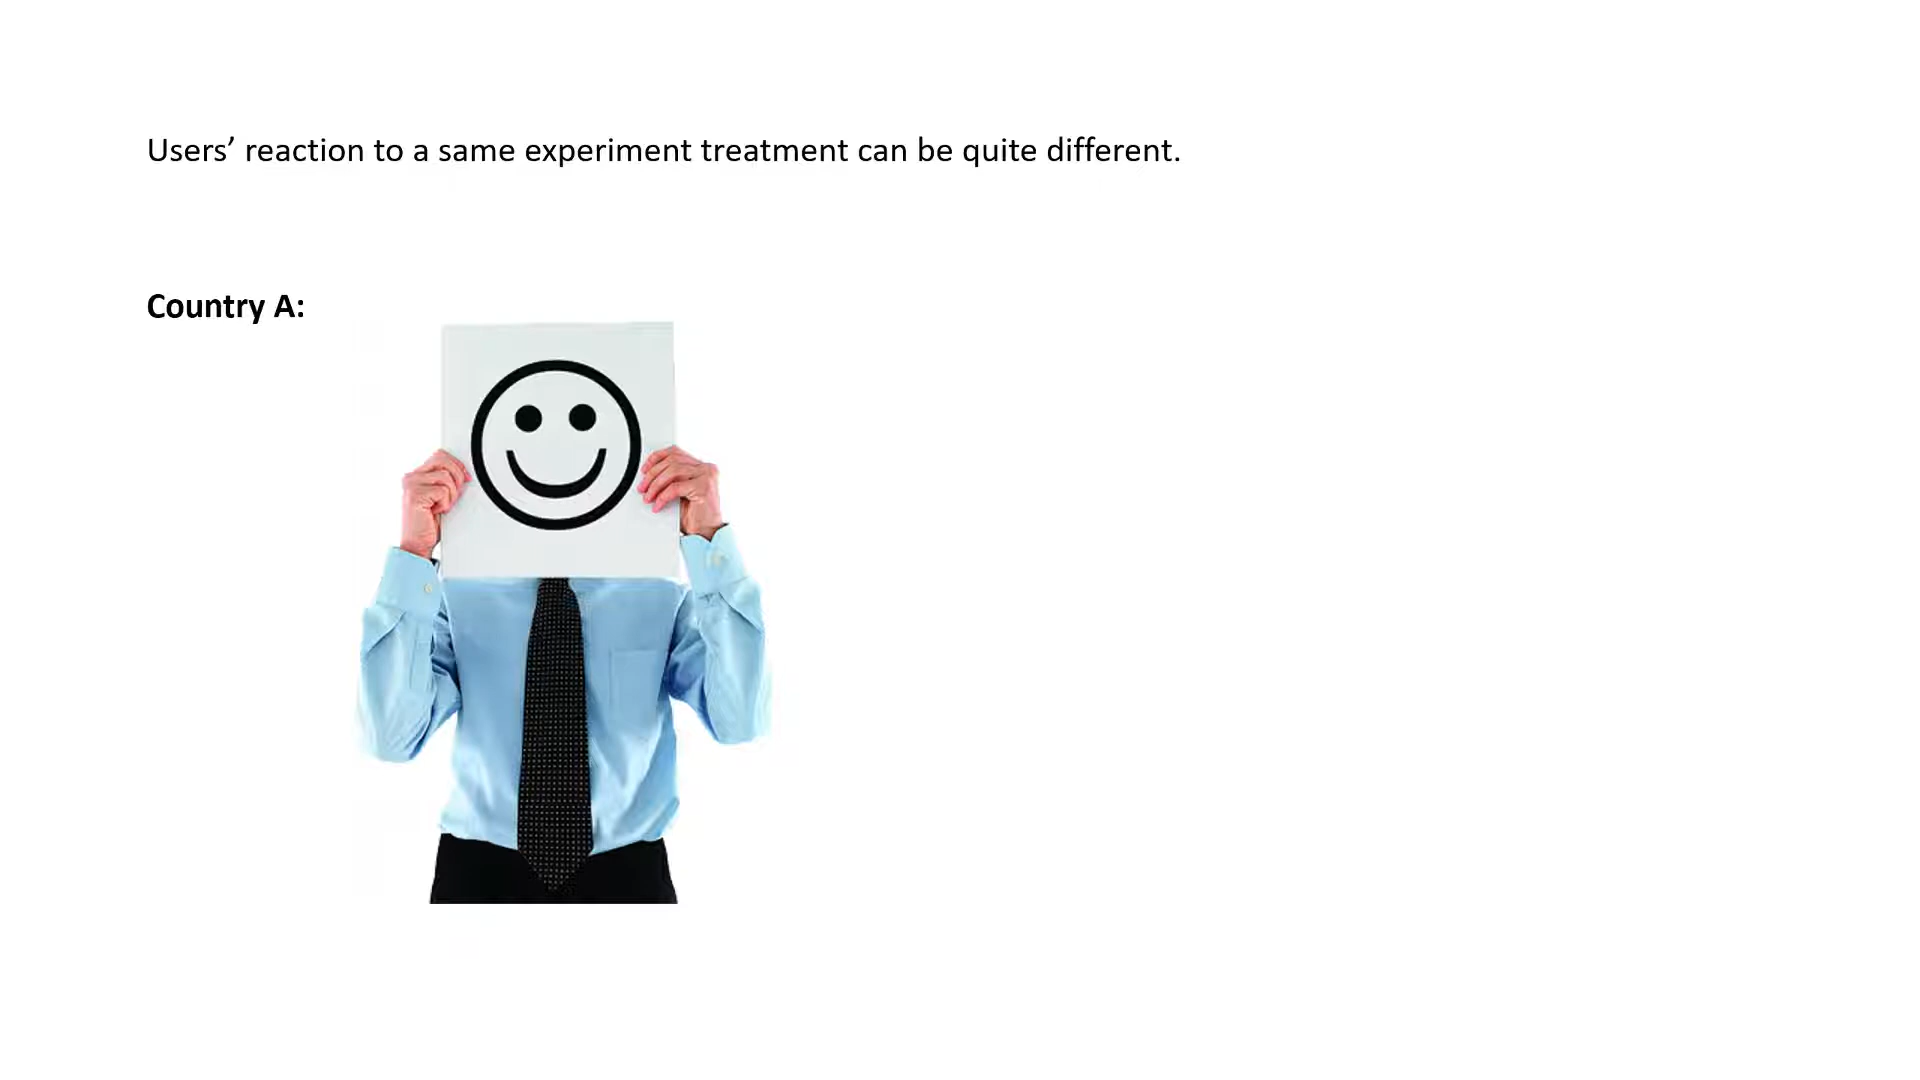 Users’ reaction to a same experiment treatment can be quite different.
Country A: